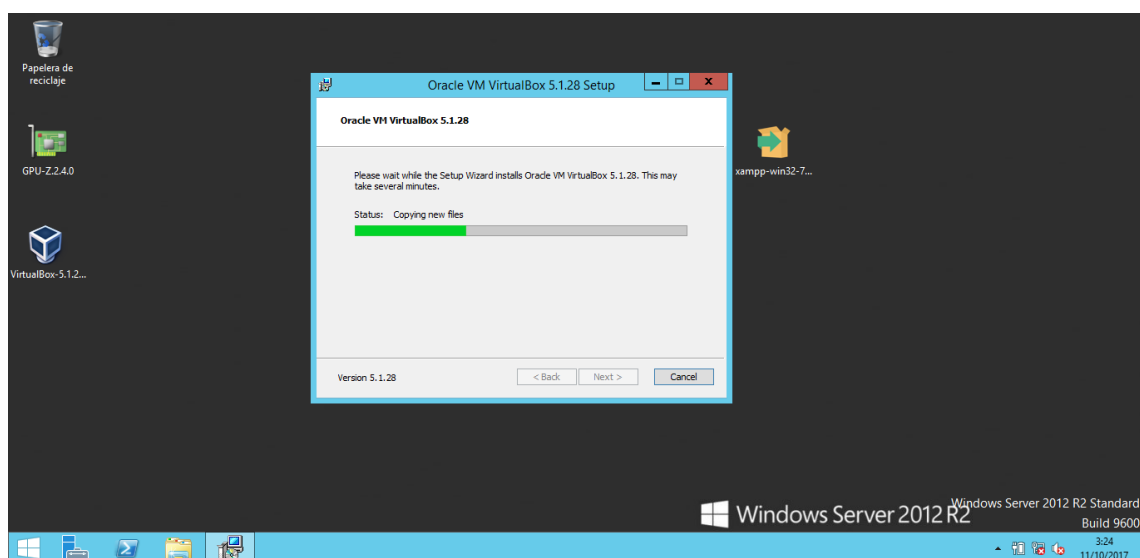 Papelera de
reciclaje
GPU-Z.2.4.0
VirtualBox-5.1.2...
Oracle VM VirtualBox 5.1.28 Setup
Oracle VM VirtualBox 5.1.28
Please wait while the Setup Wizard installs Oracle VM VirtualBox 5.1.28. This may
take several minutes.
Status: Copying new files
Version 5.1.28
< Back
Next >
Cancel
xampp-win32-7...
Windows Server 2012 R2
Windows Server 2012 R2 Standard
Build 9600
3:24
11/10/2017